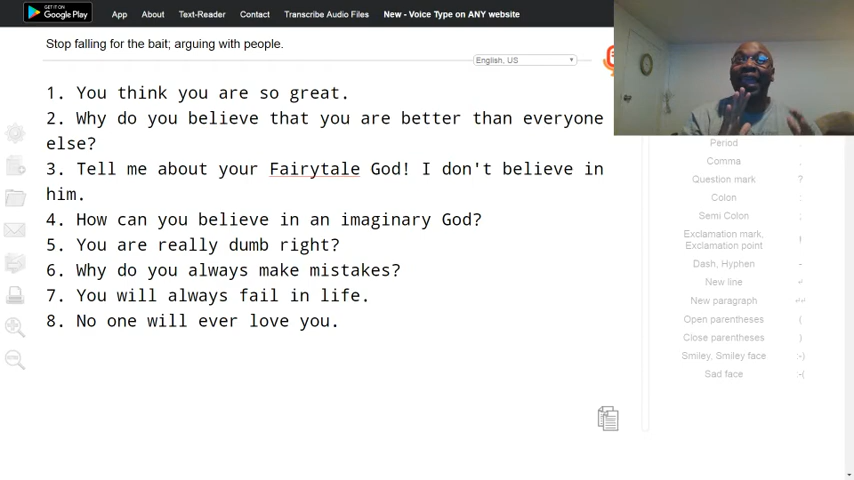 GET IT ON
Google Play
App About Text-Reader Contact Transcribe Audio Files New - Voice Type on ANY website
Stop falling for the bait; arguing with people.
English, US
1. You think you are so great.
2. Why do you believe that you are better than everyone
else?
3. Tell me about your Fairytale God! I don't believe in
him.
4. How can you believe in an imaginary God?
5. You are really dumb right?
6. Why do you always make mistakes?
7. You will always fail in life.
8. No one will ever love you.
Period .
Comma ,
Question mark ?
Colon :
Semi Colon ;
Exclamation mark,
Exclamation point !
Dash, Hyphen -
New line ↵
New paragraph ↵↵
Open parentheses (
Close parentheses )
Smiley, Smiley face :-)
Sad face :-(